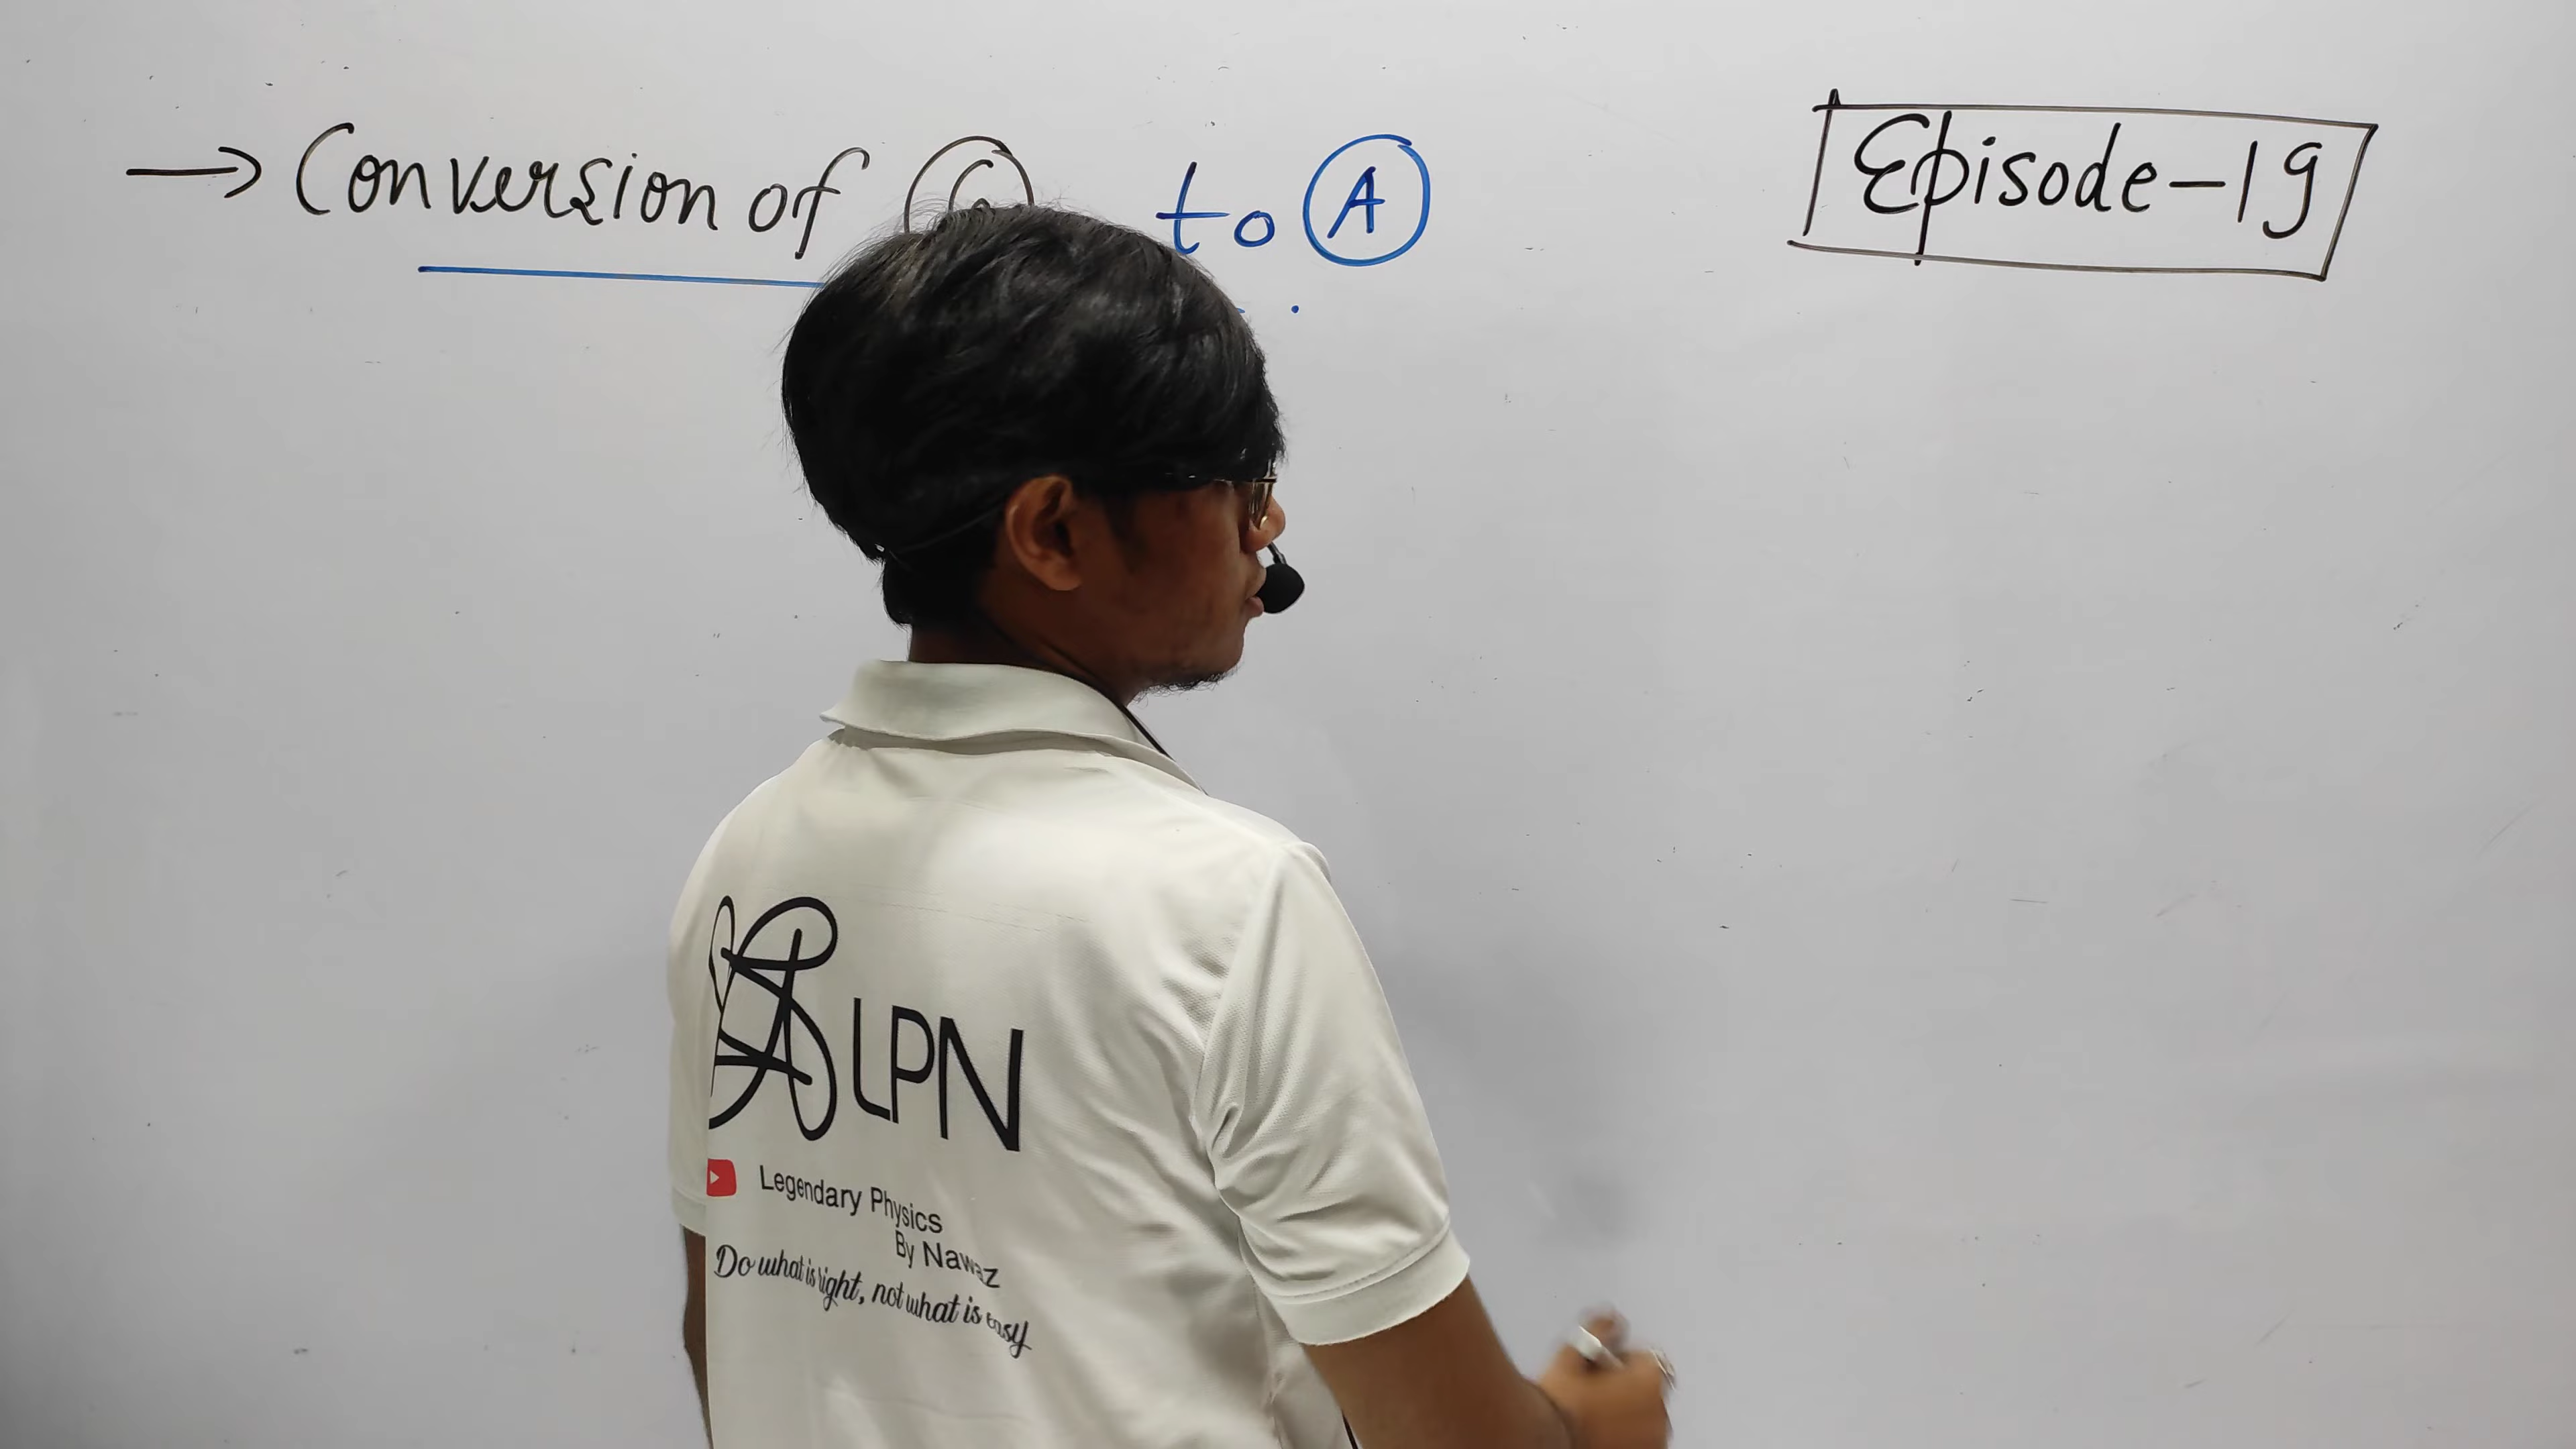 → Conversion of G to A
Episode-19
LPN
Legendary Physics
By Nawaz
Do what is right, not what is easy